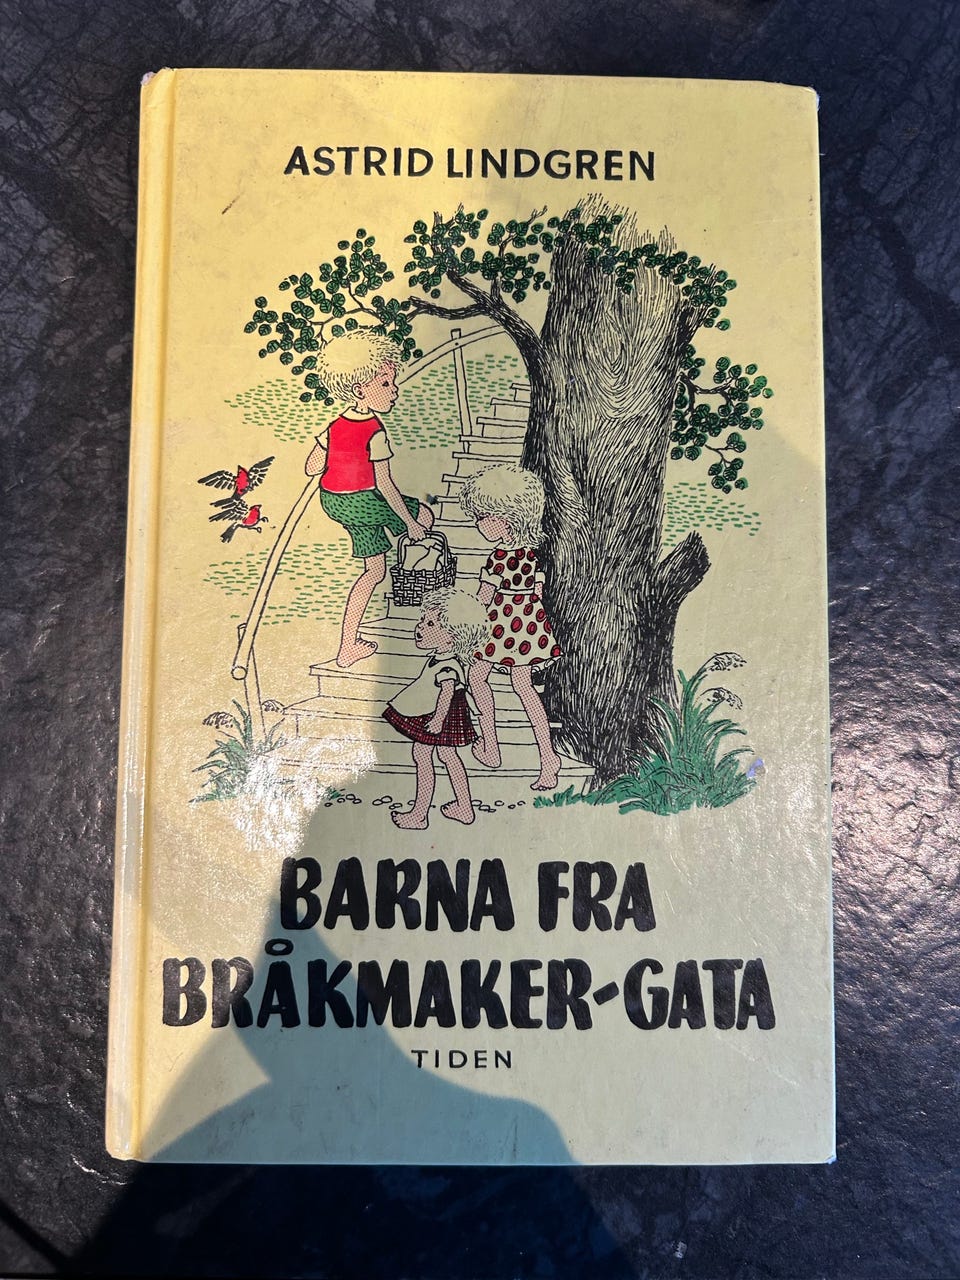 ASTRID LINDGREN
BARNA FRA
BRÅKMAKER-GATA
TIDEN